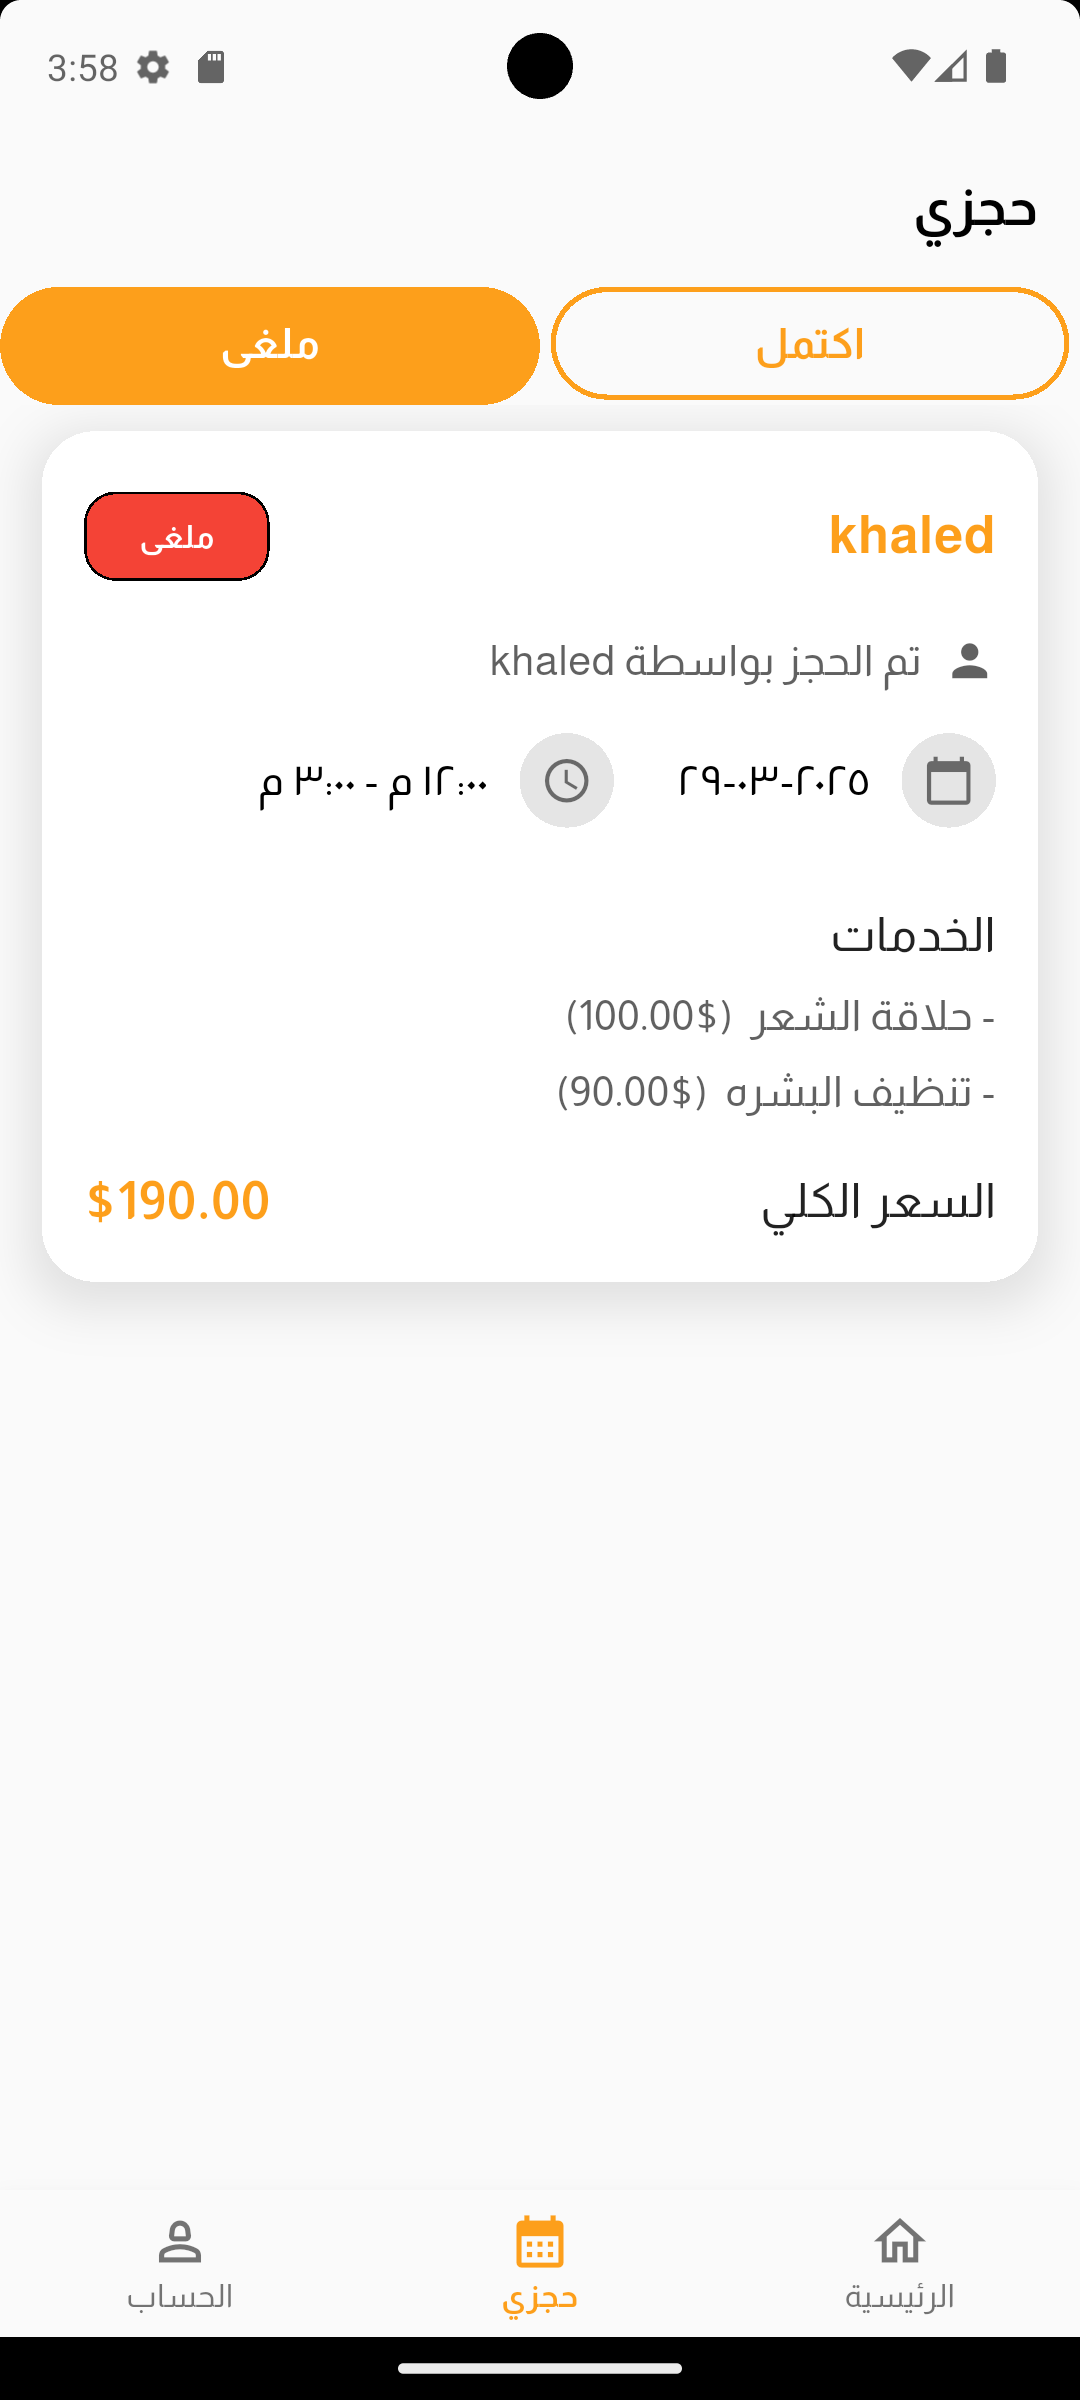 3:58
حجزي
اكتمل
ملغى
khaled
ملغى
تم الحجز بواسطة khaled
٢٠٢٥-٠٣-٢٩
١٢:٠٠ م - ٣:٠٠ م
الخدمات
- حلاقة الشعر ($100.00)
- تنظيف البشره ($90.00)
السعر الكلي
$190.00
الرئيسية
حجزي
الحساب